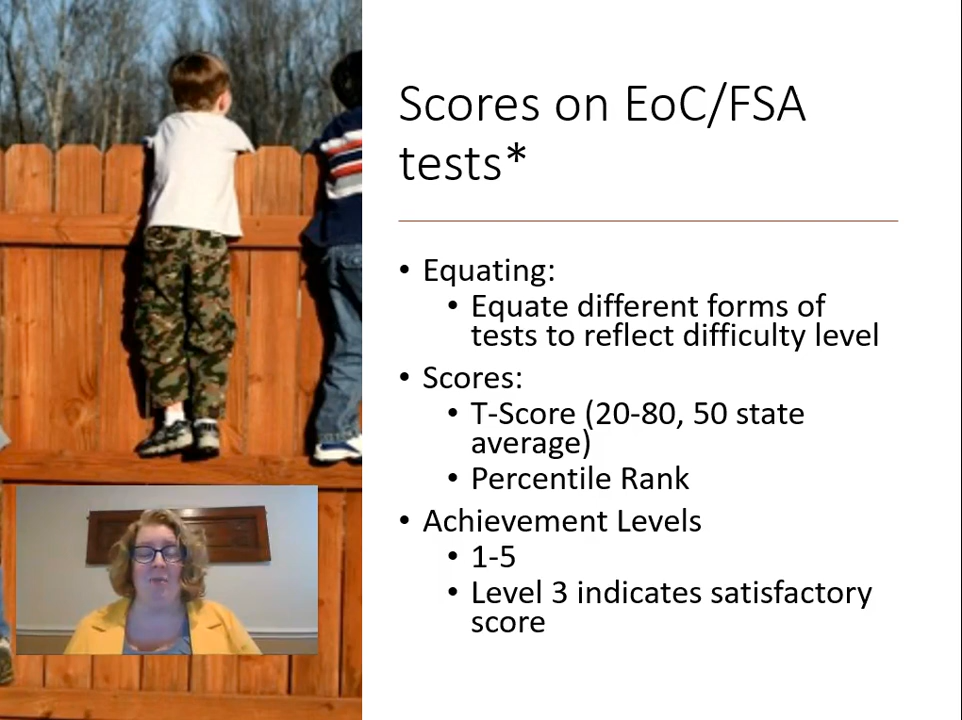 Scores on EoC/FSA
tests*
• Equating:
• Equate different forms of
tests to reflect difficulty level
• Scores:
• T-Score (20-80, 50 state
average)
• Percentile Rank
• Achievement Levels
• 1-5
• Level 3 indicates satisfactory
score